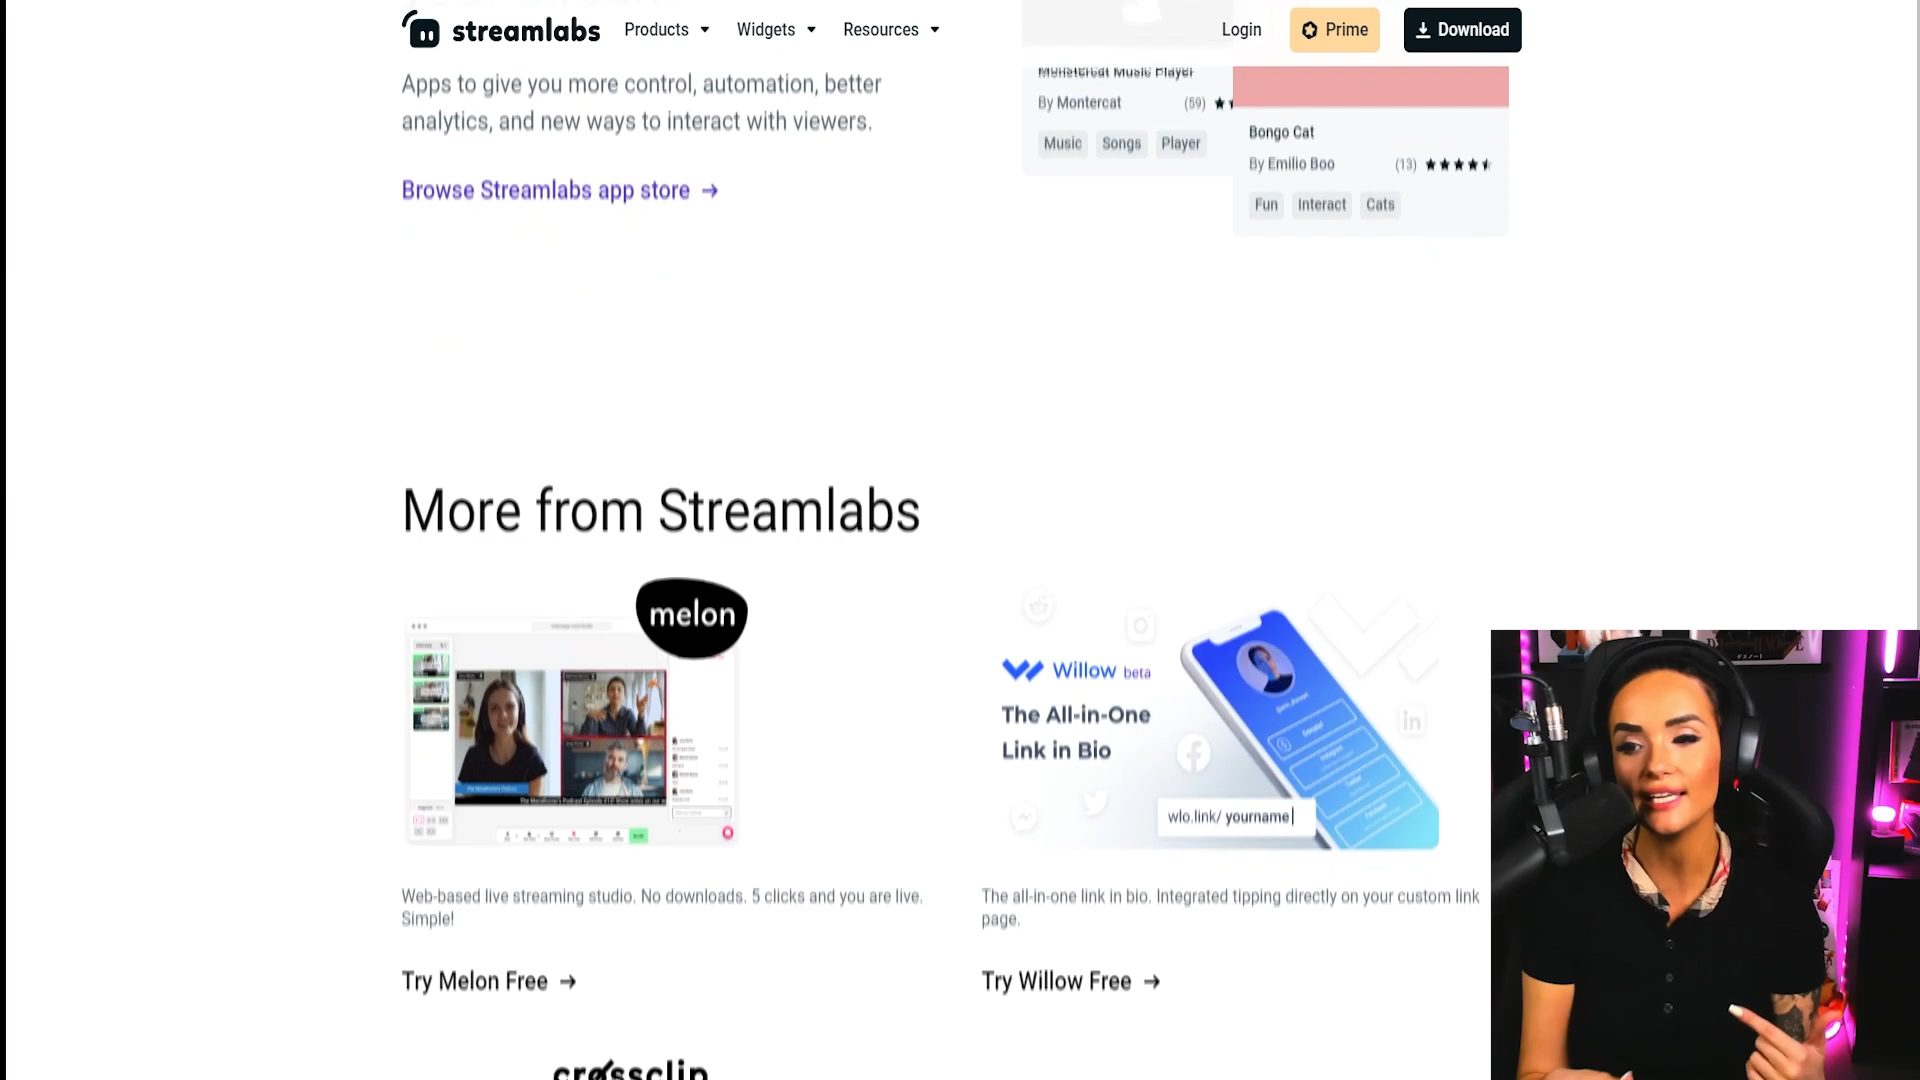 streamlabs
Products
Widgets
Resources
Login
Prime
Download
Apps to give you more control, automation, better
analytics, and new ways to interact with viewers.
Browse Streamlabs app store →
Monstercat Music Player
By Montercat (59)
Music Songs Player
Bongo Cat
By Emilio Boo (13)
Fun Interact Cats
More from Streamlabs
melon
Willow beta
The All-in-One
Link in Bio
wlo.link/ yourname
Web-based live streaming studio. No downloads. 5 clicks and you are live.
Simple!
The all-in-one link in bio. Integrated tipping directly on your custom link
page.
Try Melon Free →
Try Willow Free →
crossclip